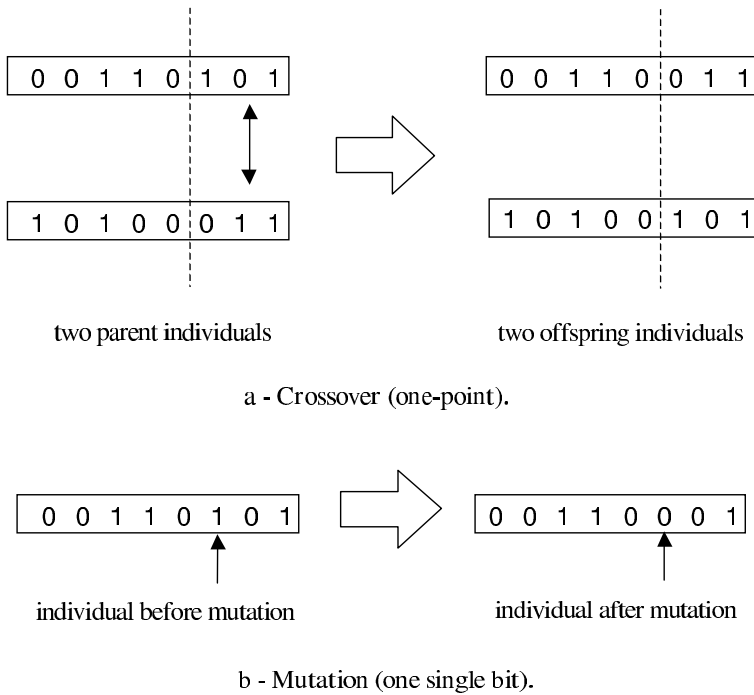 0 0 1 1 0 1 0 1
0 0 1 1 0 0 1 1
1 0 1 0 0 0 1 1
1 0 1 0 0 1 0 1
two parent individuals
two offspring individuals
a - Crossover (one-point).
0 0 1 1 0 1 0 1
0 0 1 1 0 0 0 1
individual before mutation
individual after mutation
b - Mutation (one single bit).